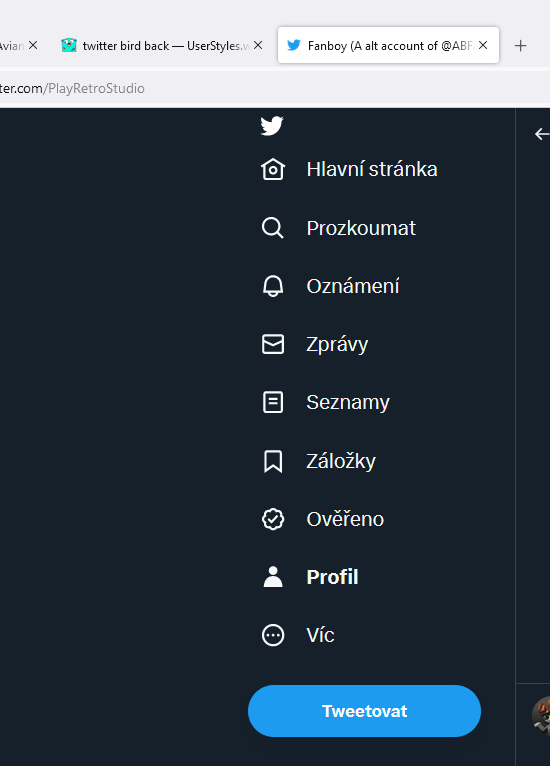 Avian
twitter bird back — UserStyles.w
Fanboy (A alt account of @ABF
ter.com/PlayRetroStudio
Hlavní stránka
Prozkoumat
Oznámení
Zprávy
Seznamy
Záložky
Ověřeno
Profil
Víc
Tweetovat